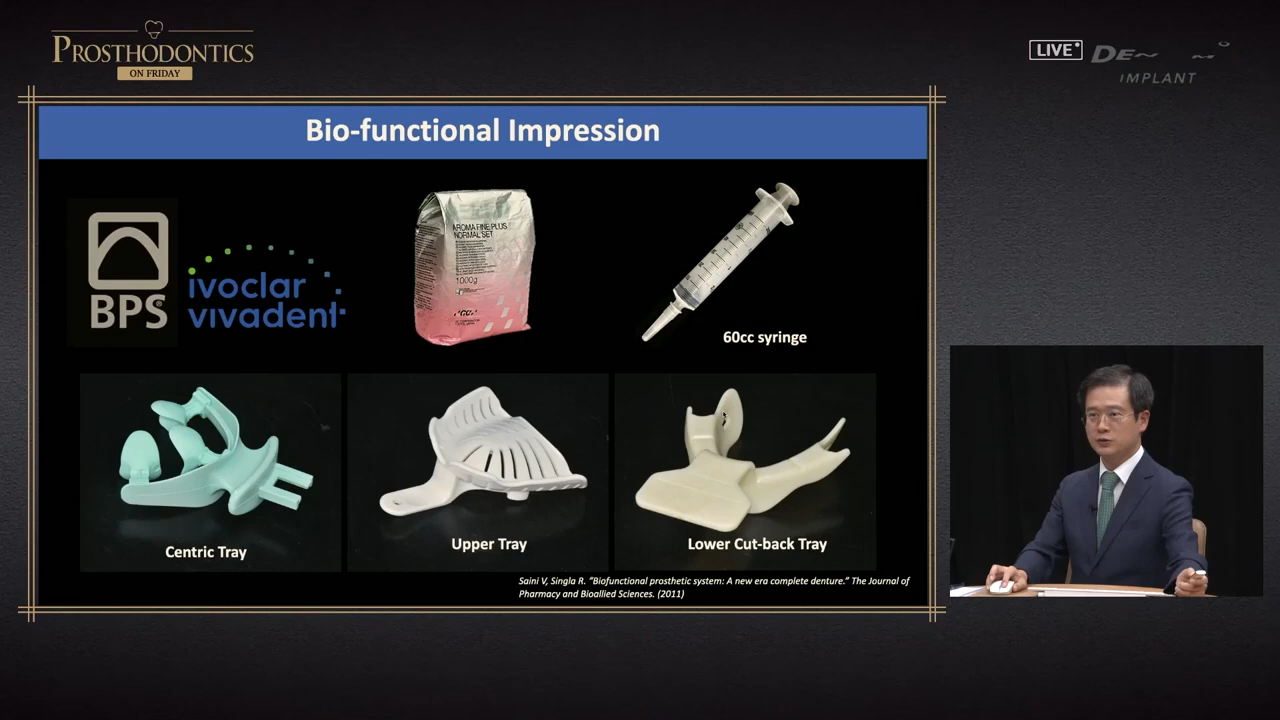 PROSTHODONTICS
ON FRIDAY
LIVE
IMPLANT
Bio-functional Impression
BPS
ivoclar
vivadent
AROMA FINE PLUS
NORMAL SET
1000g
GC
60cc syringe
Centric Tray
Upper Tray
Lower Cut-back Tray
Saini V, Singla R. "Biofunctional prosthetic system: A new era complete denture." The Journal of
Pharmacy and Bioallied Sciences. (2011)